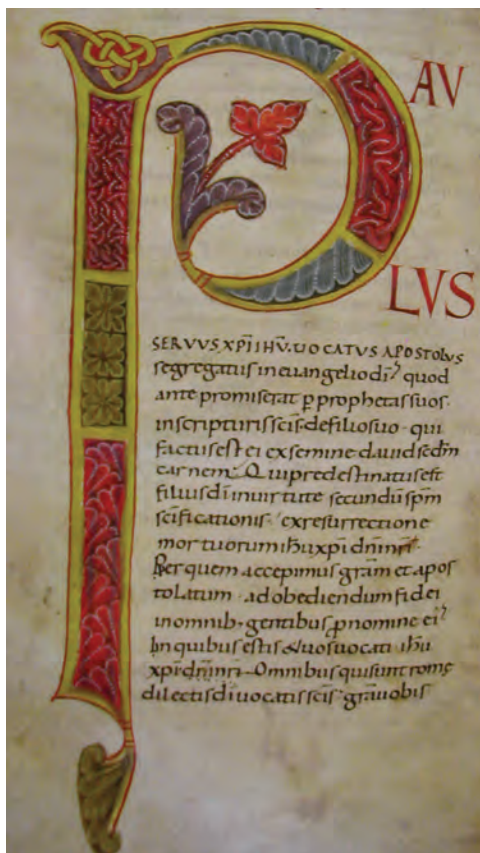 P
AV
LVS
SERVVS XPI IHV. UOCATUS APOSTOLUS
segregatus in euangelio di quod
ante promiserat p prophetas suos.
in scripturis scis. de filio suo. qui
factus est ei ex semine dauid sedm
carnem. Qui predestinatus est
filius di in uirtute secundu spm
scificationis. ex resurrectione
mortuorum ihu xpi dni nri.
Per quem accepimus gram et apos
tolatum. ad obediendum fidei
in omnib; gentibus p nomine ei'
In quibus estis & uos uocati ihu
xpi dni nri. Omnibus qui sunt rome
dilectis di uocatis scis. gra uobis